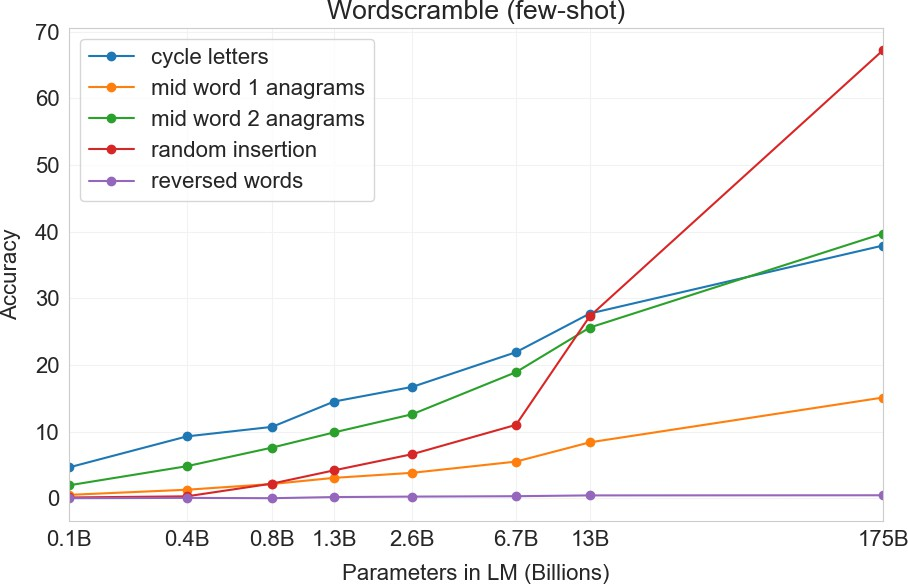 Wordscramble (few-shot)
70
60
50
40
30
20
10
0
Accuracy
cycle letters
mid word 1 anagrams
mid word 2 anagrams
random insertion
reversed words
0.1B 0.4B 0.8B 1.3B 2.6B 6.7B 13B 175B
Parameters in LM (Billions)